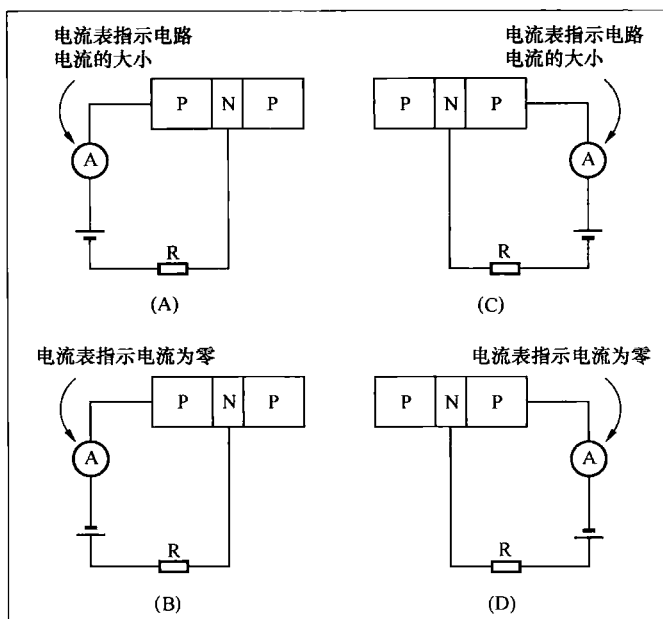 电流表指示电路
电流的大小
P N P
A
R
(A)
电流表指示电路
电流的大小
P N P
A
R
(C)
电流表指示电流为零
P N P
A
R
(B)
电流表指示电流为零
P N P
A
R
(D)